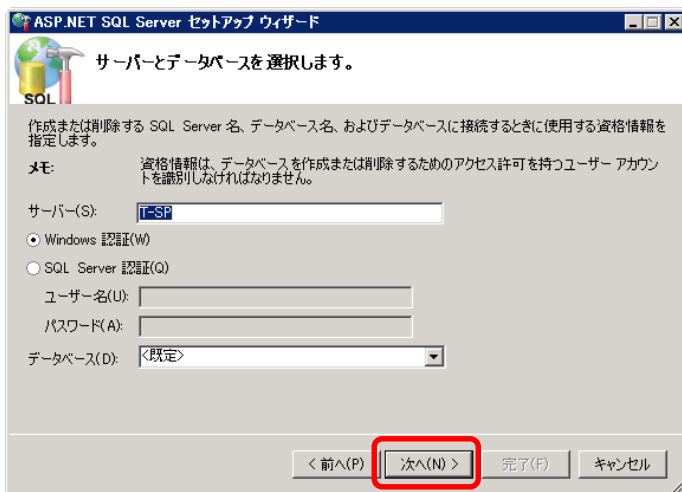 ASP.NET SQL Server セットアップ ウィザード
サーバーとデータベースを選択します。
SQL
作成または削除する SQL Server 名、データベース名、およびデータベースに接続するときに使用する資格情報を
指定します。
メモ: 資格情報は、データベースを作成または削除するためのアクセス許可を持つユーザー アカウン
トを識別しなければなりません。
サーバー(S): T-SP
Windows 認証(W)
SQL Server 認証(Q)
ユーザー名(U):
パスワード(A):
データベース(D): <既定>
< 前へ(P) 次へ(N) > 完了(F) キャンセル